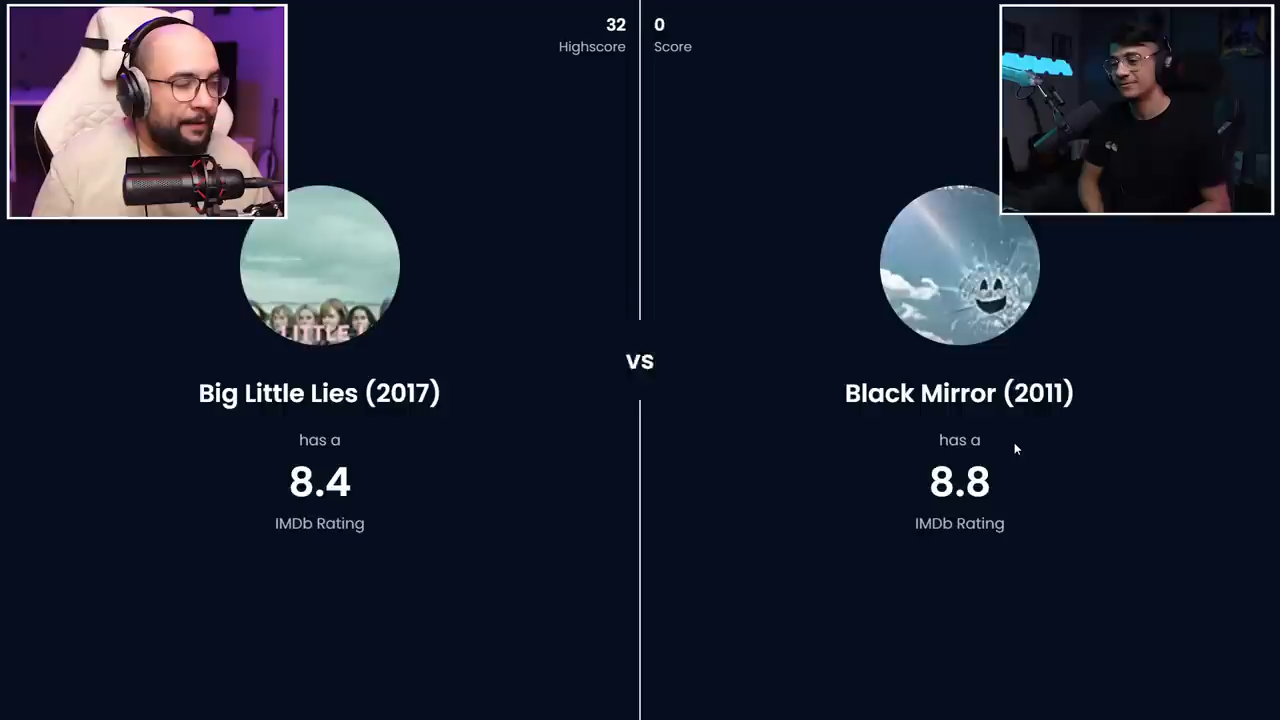 32
Highscore
0
Score
LITTLE
VS
Big Little Lies (2017)
has a
8.4
IMDb Rating
Black Mirror (2011)
has a
8.8
IMDb Rating